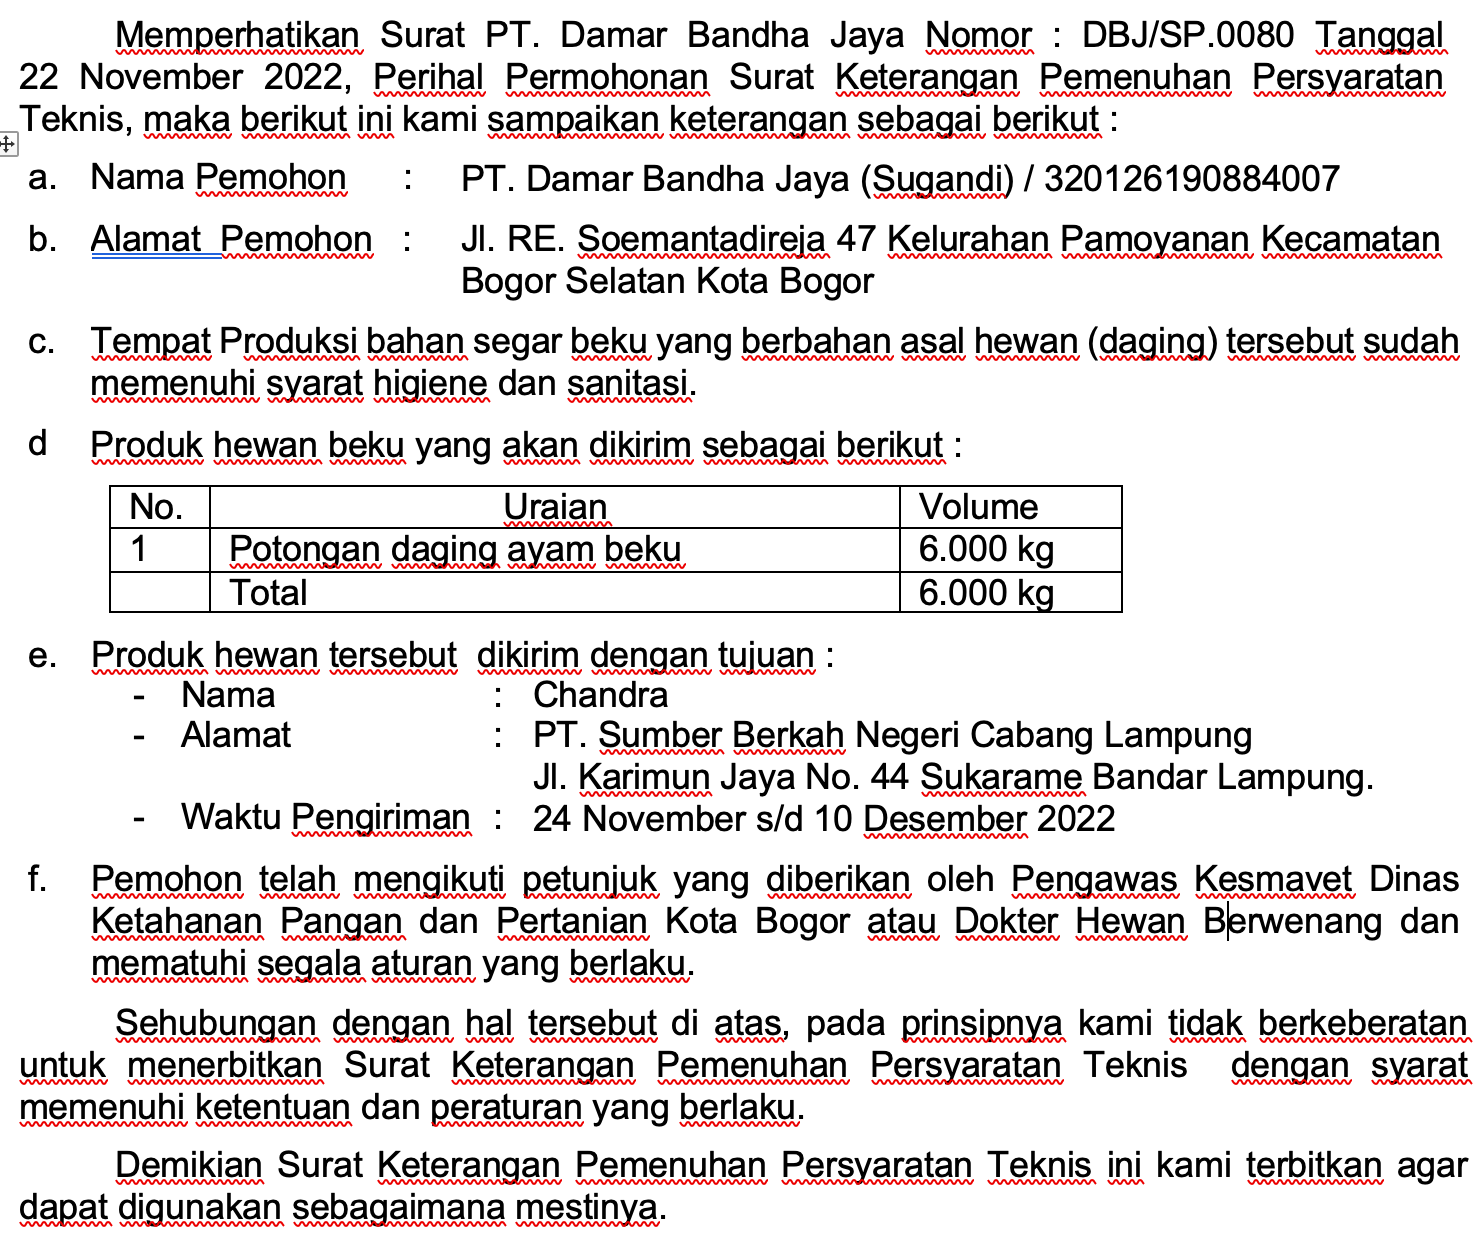 Memperhatikan Surat PT. Damar Bandha Jaya Nomor : DBJ/SP.0080 Tanggal
22 November 2022, Perihal Permohonan Surat Keterangan Pemenuhan Persyaratan
Teknis, maka berikut ini kami sampaikan keterangan sebagai berikut :
a. Nama Pemohon : PT. Damar Bandha Jaya (Sugandi) / 320126190884007
b. Alamat Pemohon : Jl. RE. Soemantadireja 47 Kelurahan Pamoyanan Kecamatan
Bogor Selatan Kota Bogor
c. Tempat Produksi bahan segar beku yang berbahan asal hewan (daging) tersebut sudah
memenuhi syarat higiene dan sanitasi.
d Produk hewan beku yang akan dikirim sebagai berikut :
No. Uraian Volume
1 Potongan daging ayam beku 6.000 kg
Total 6.000 kg
e. Produk hewan tersebut dikirim dengan tujuan :
- Nama : Chandra
- Alamat : PT. Sumber Berkah Negeri Cabang Lampung
Jl. Karimun Jaya No. 44 Sukarame Bandar Lampung.
- Waktu Pengiriman : 24 November s/d 10 Desember 2022
f. Pemohon telah mengikuti petunjuk yang diberikan oleh Pengawas Kesmavet Dinas
Ketahanan Pangan dan Pertanian Kota Bogor atau Dokter Hewan Berwenang dan
mematuhi segala aturan yang berlaku.
Sehubungan dengan hal tersebut di atas, pada prinsipnya kami tidak berkeberatan
untuk menerbitkan Surat Keterangan Pemenuhan Persyaratan Teknis dengan syarat
memenuhi ketentuan dan peraturan yang berlaku.
Demikian Surat Keterangan Pemenuhan Persyaratan Teknis ini kami terbitkan agar
dapat digunakan sebagaimana mestinya.